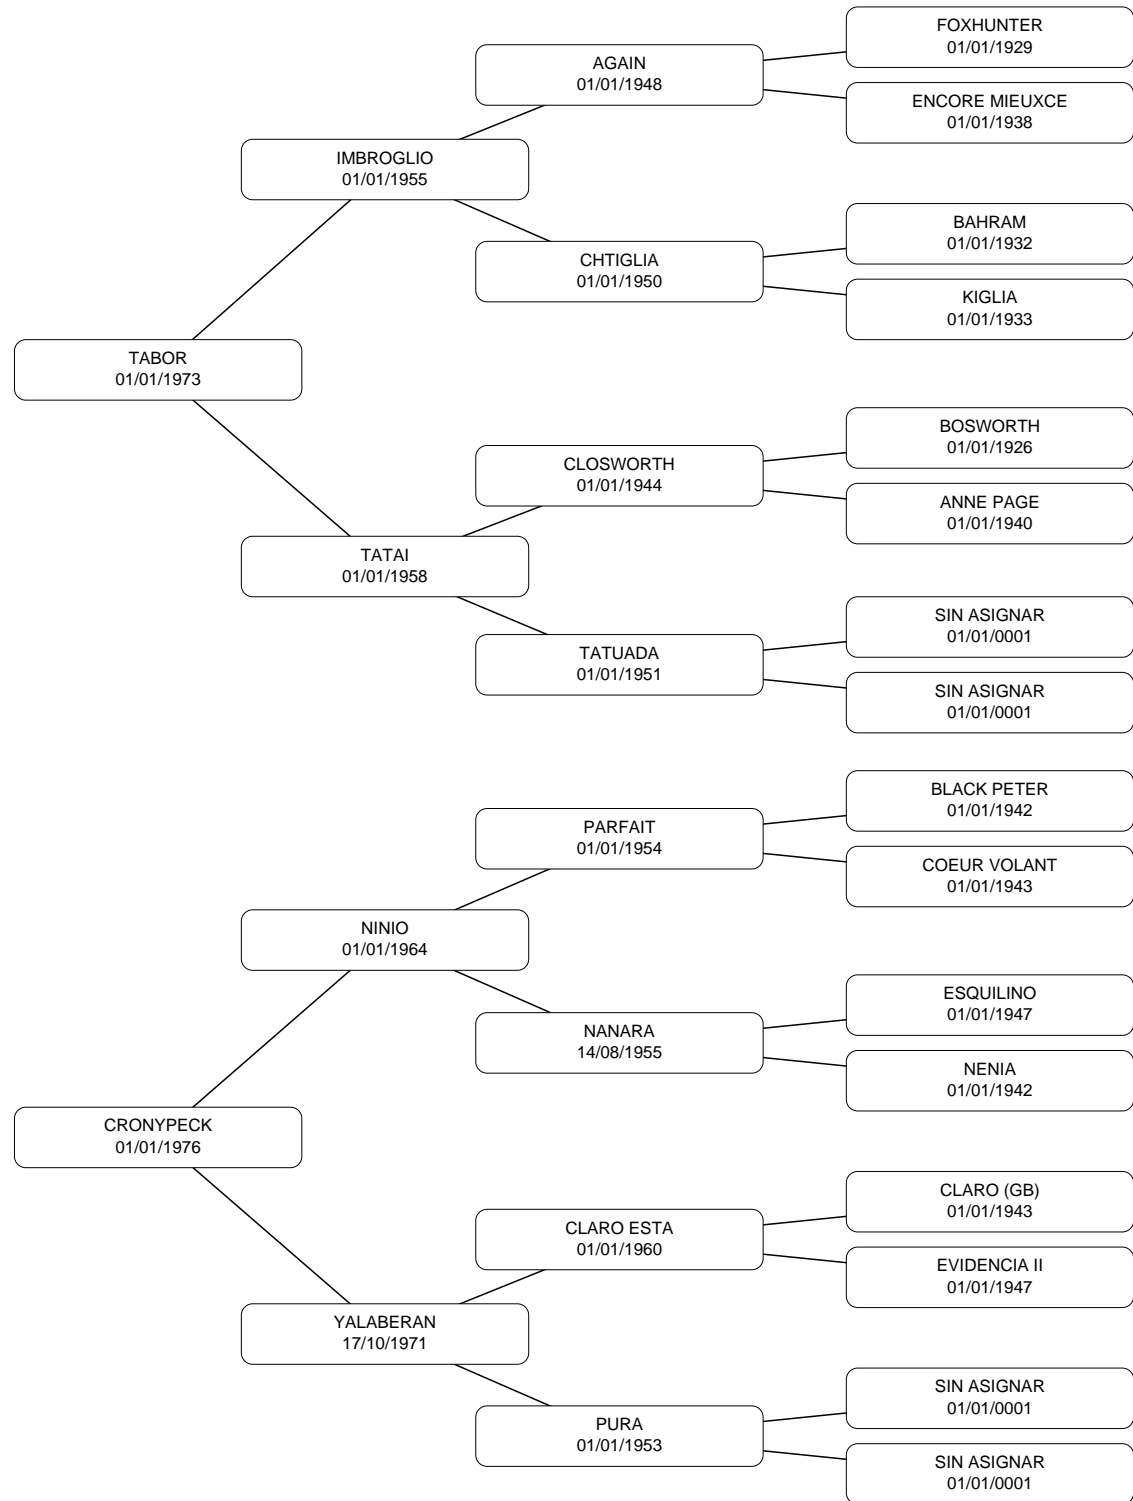 FOXHUNTER
01/01/1929
AGAIN
01/01/1948
ENCORE MIEUXCE
01/01/1938
IMBROGLIO
01/01/1955
BAHRAM
01/01/1932
CHTIGLIA
01/01/1950
KIGLIA
01/01/1933
TABOR
01/01/1973
BOSWORTH
01/01/1926
CLOSWORTH
01/01/1944
ANNE PAGE
01/01/1940
TATAI
01/01/1958
SIN ASIGNAR
01/01/0001
TATUADA
01/01/1951
SIN ASIGNAR
01/01/0001
BLACK PETER
01/01/1942
PARFAIT
01/01/1954
COEUR VOLANT
01/01/1943
NINIO
01/01/1964
ESQUILINO
01/01/1947
NANARA
14/08/1955
NENIA
01/01/1942
CRONYPECK
01/01/1976
CLARO (GB)
01/01/1943
CLARO ESTA
01/01/1960
EVIDENCIA II
01/01/1947
YALABERAN
17/10/1971
SIN ASIGNAR
01/01/0001
PURA
01/01/1953
SIN ASIGNAR
01/01/0001